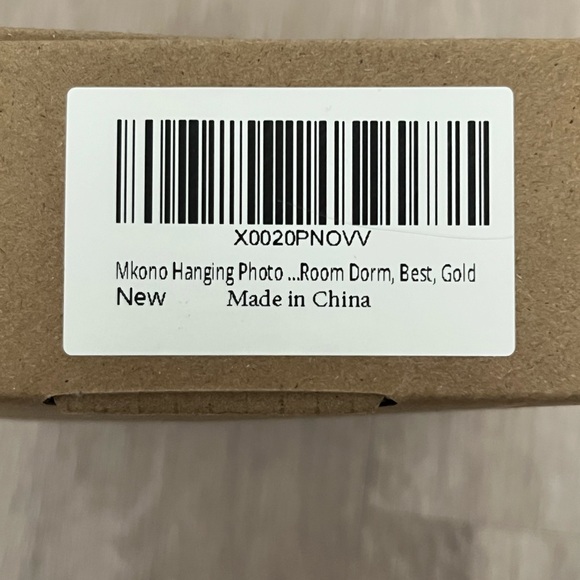 X0020PNOVV
Mkono Hanging Photo ...Room Dorm, Best, Gold
New Made in China